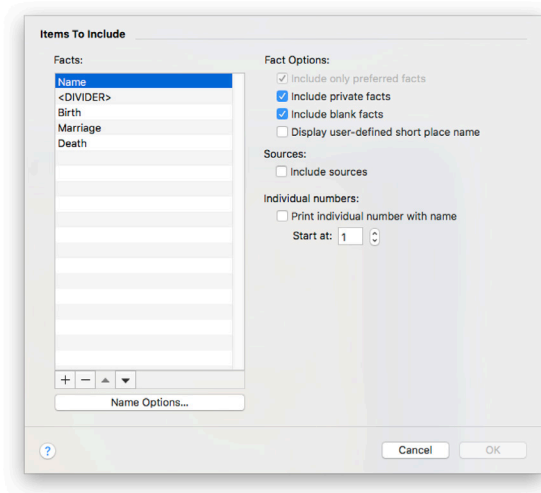 Items To Include
Facts:
Name
<DIVIDER>
Birth
Marriage
Death
+ −
Name Options...
Fact Options:
Include only preferred facts
Include private facts
Include blank facts
Display user-defined short place name
Sources:
Include sources
Individual numbers:
Print individual number with name
Start at: 1
?
Cancel OK